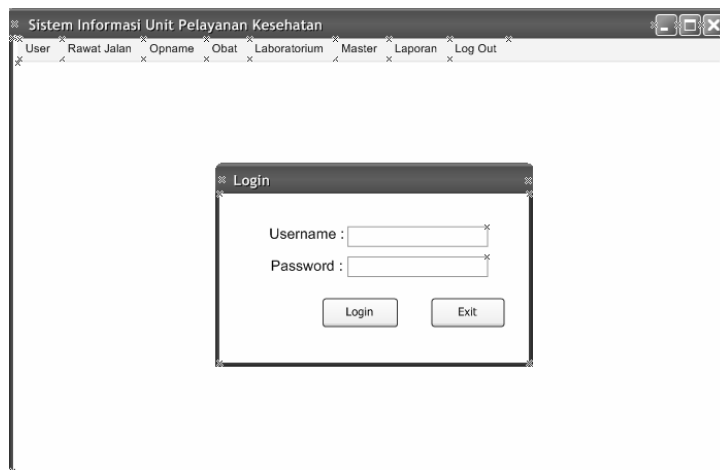 Sistem Informasi Unit Pelayanan Kesehatan
User Rawat Jalan Opname Obat Laboratorium Master Laporan Log Out
Login
Username :
Password :
Login Exit